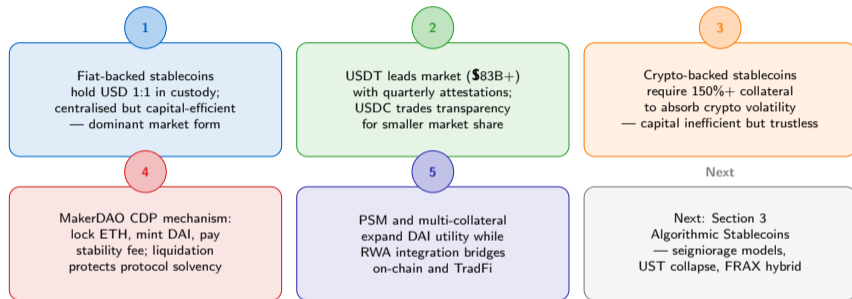 1
Fiat-backed stablecoins
hold USD 1:1 in custody;
centralised but capital-efficient
— dominant market form
2
USDT leads market ($83B+)
with quarterly attestations;
USDC trades transparency
for smaller market share
3
Crypto-backed stablecoins
require 150%+ collateral
to absorb crypto volatility
— capital inefficient but trustless
4
MakerDAO CDP mechanism:
lock ETH, mint DAI, pay
stability fee; liquidation
protects protocol solvency
5
PSM and multi-collateral
expand DAI utility while
RWA integration bridges
on-chain and TradFi
Next
Next: Section 3
Algorithmic Stablecoins
— seigniorage models,
UST collapse, FRAX hybrid